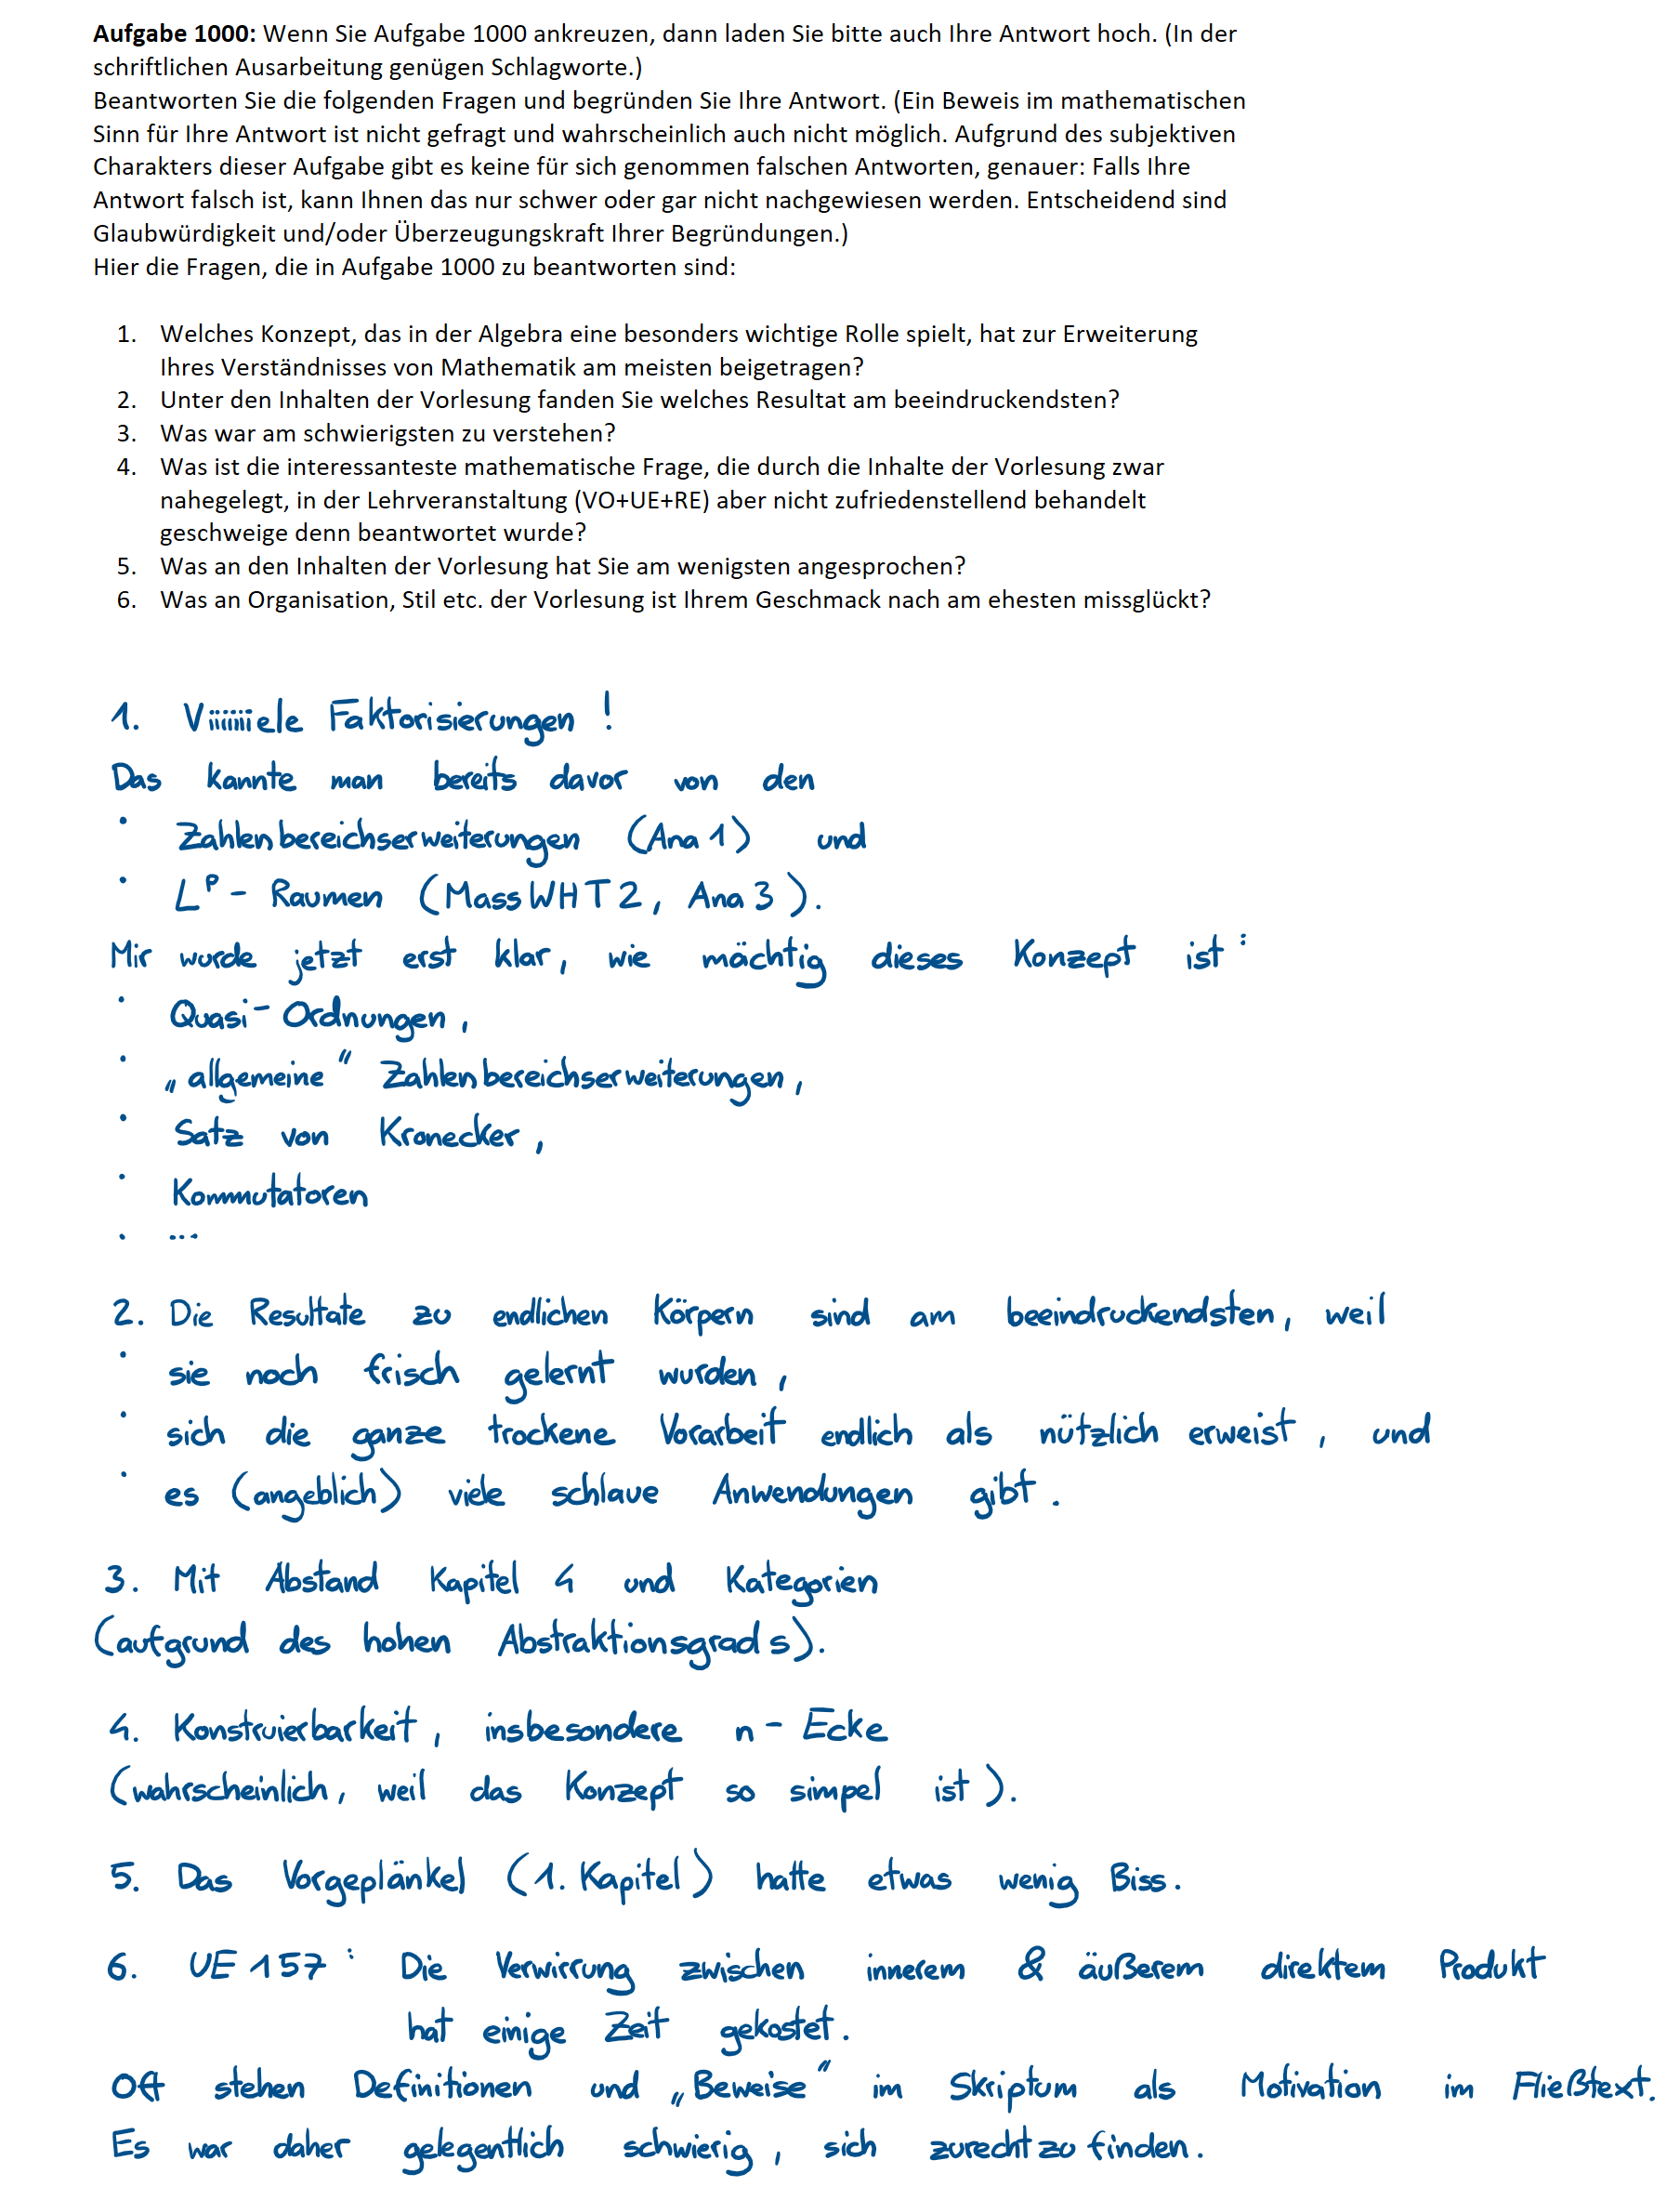 Aufgabe 1000: Wenn Sie Aufgabe 1000 ankreuzen, dann laden Sie bitte auch Ihre Antwort hoch. (In der
schriftlichen Ausarbeitung genügen Schlagworte.)
Beantworten Sie die folgenden Fragen und begründen Sie Ihre Antwort. (Ein Beweis im mathematischen
Sinn für Ihre Antwort ist nicht gefragt und wahrscheinlich auch nicht möglich. Aufgrund des subjektiven
Charakters dieser Aufgabe gibt es keine für sich genommen falschen Antworten, genauer: Falls Ihre
Antwort falsch ist, kann Ihnen das nur schwer oder gar nicht nachgewiesen werden. Entscheidend sind
Glaubwürdigkeit und/oder Überzeugungskraft Ihrer Begründungen.)
Hier die Fragen, die in Aufgabe 1000 zu beantworten sind:
1. Welches Konzept, das in der Algebra eine besonders wichtige Rolle spielt, hat zur Erweiterung
Ihres Verständnisses von Mathematik am meisten beigetragen?
2. Unter den Inhalten der Vorlesung fanden Sie welches Resultat am beeindruckendsten?
3. Was war am schwierigsten zu verstehen?
4. Was ist die interessanteste mathematische Frage, die durch die Inhalte der Vorlesung zwar
nahegelegt, in der Lehrveranstaltung (VO+UE+RE) aber nicht zufriedenstellend behandelt
geschweige denn beantwortet wurde?
5. Was an den Inhalten der Vorlesung hat Sie am wenigsten angesprochen?
6. Was an Organisation, Stil etc. der Vorlesung ist Ihrem Geschmack nach am ehesten missglückt?
1. Viiiiiiele Faktorisierungen !
Das kannte man bereits davor von den
· Zahlenbereichserweiterungen (Ana 1) und
· L^p - Raumen (Mass WHT 2, Ana 3).
Mir wurde jetzt erst klar, wie mächtig dieses Konzept ist :
· Quasi - Ordnungen,
· „allgemeine“ Zahlenbereichserweiterungen,
· Satz von Kronecker,
· Kommutatoren
· ...
2. Die Resultate zu endlichen Körpern sind am beeindruckendsten, weil
· sie noch frisch gelernt wurden,
· sich die ganze trockene Vorarbeit endlich als nützlich erweist, und
· es (angeblich) viele schlaue Anwendungen gibt.
3. Mit Abstand Kapitel 4 und Kategorien
(aufgrund des hohen Abstraktionsgrads).
4. Konstruierbarkeit, insbesondere n - Ecke
(wahrscheinlich, weil das Konzept so simpel ist).
5. Das Vorgeplänkel (1. Kapitel) hatte etwas wenig Biss.
6. UE 157 : Die Verwirrung zwischen innerem & äußerem direktem Produkt
hat einige Zeit gekostet.
Oft stehen Definitionen und „Beweise“ im Skriptum als Motivation im Fließtext.
Es war daher gelegentlich schwierig, sich zurecht zu finden.